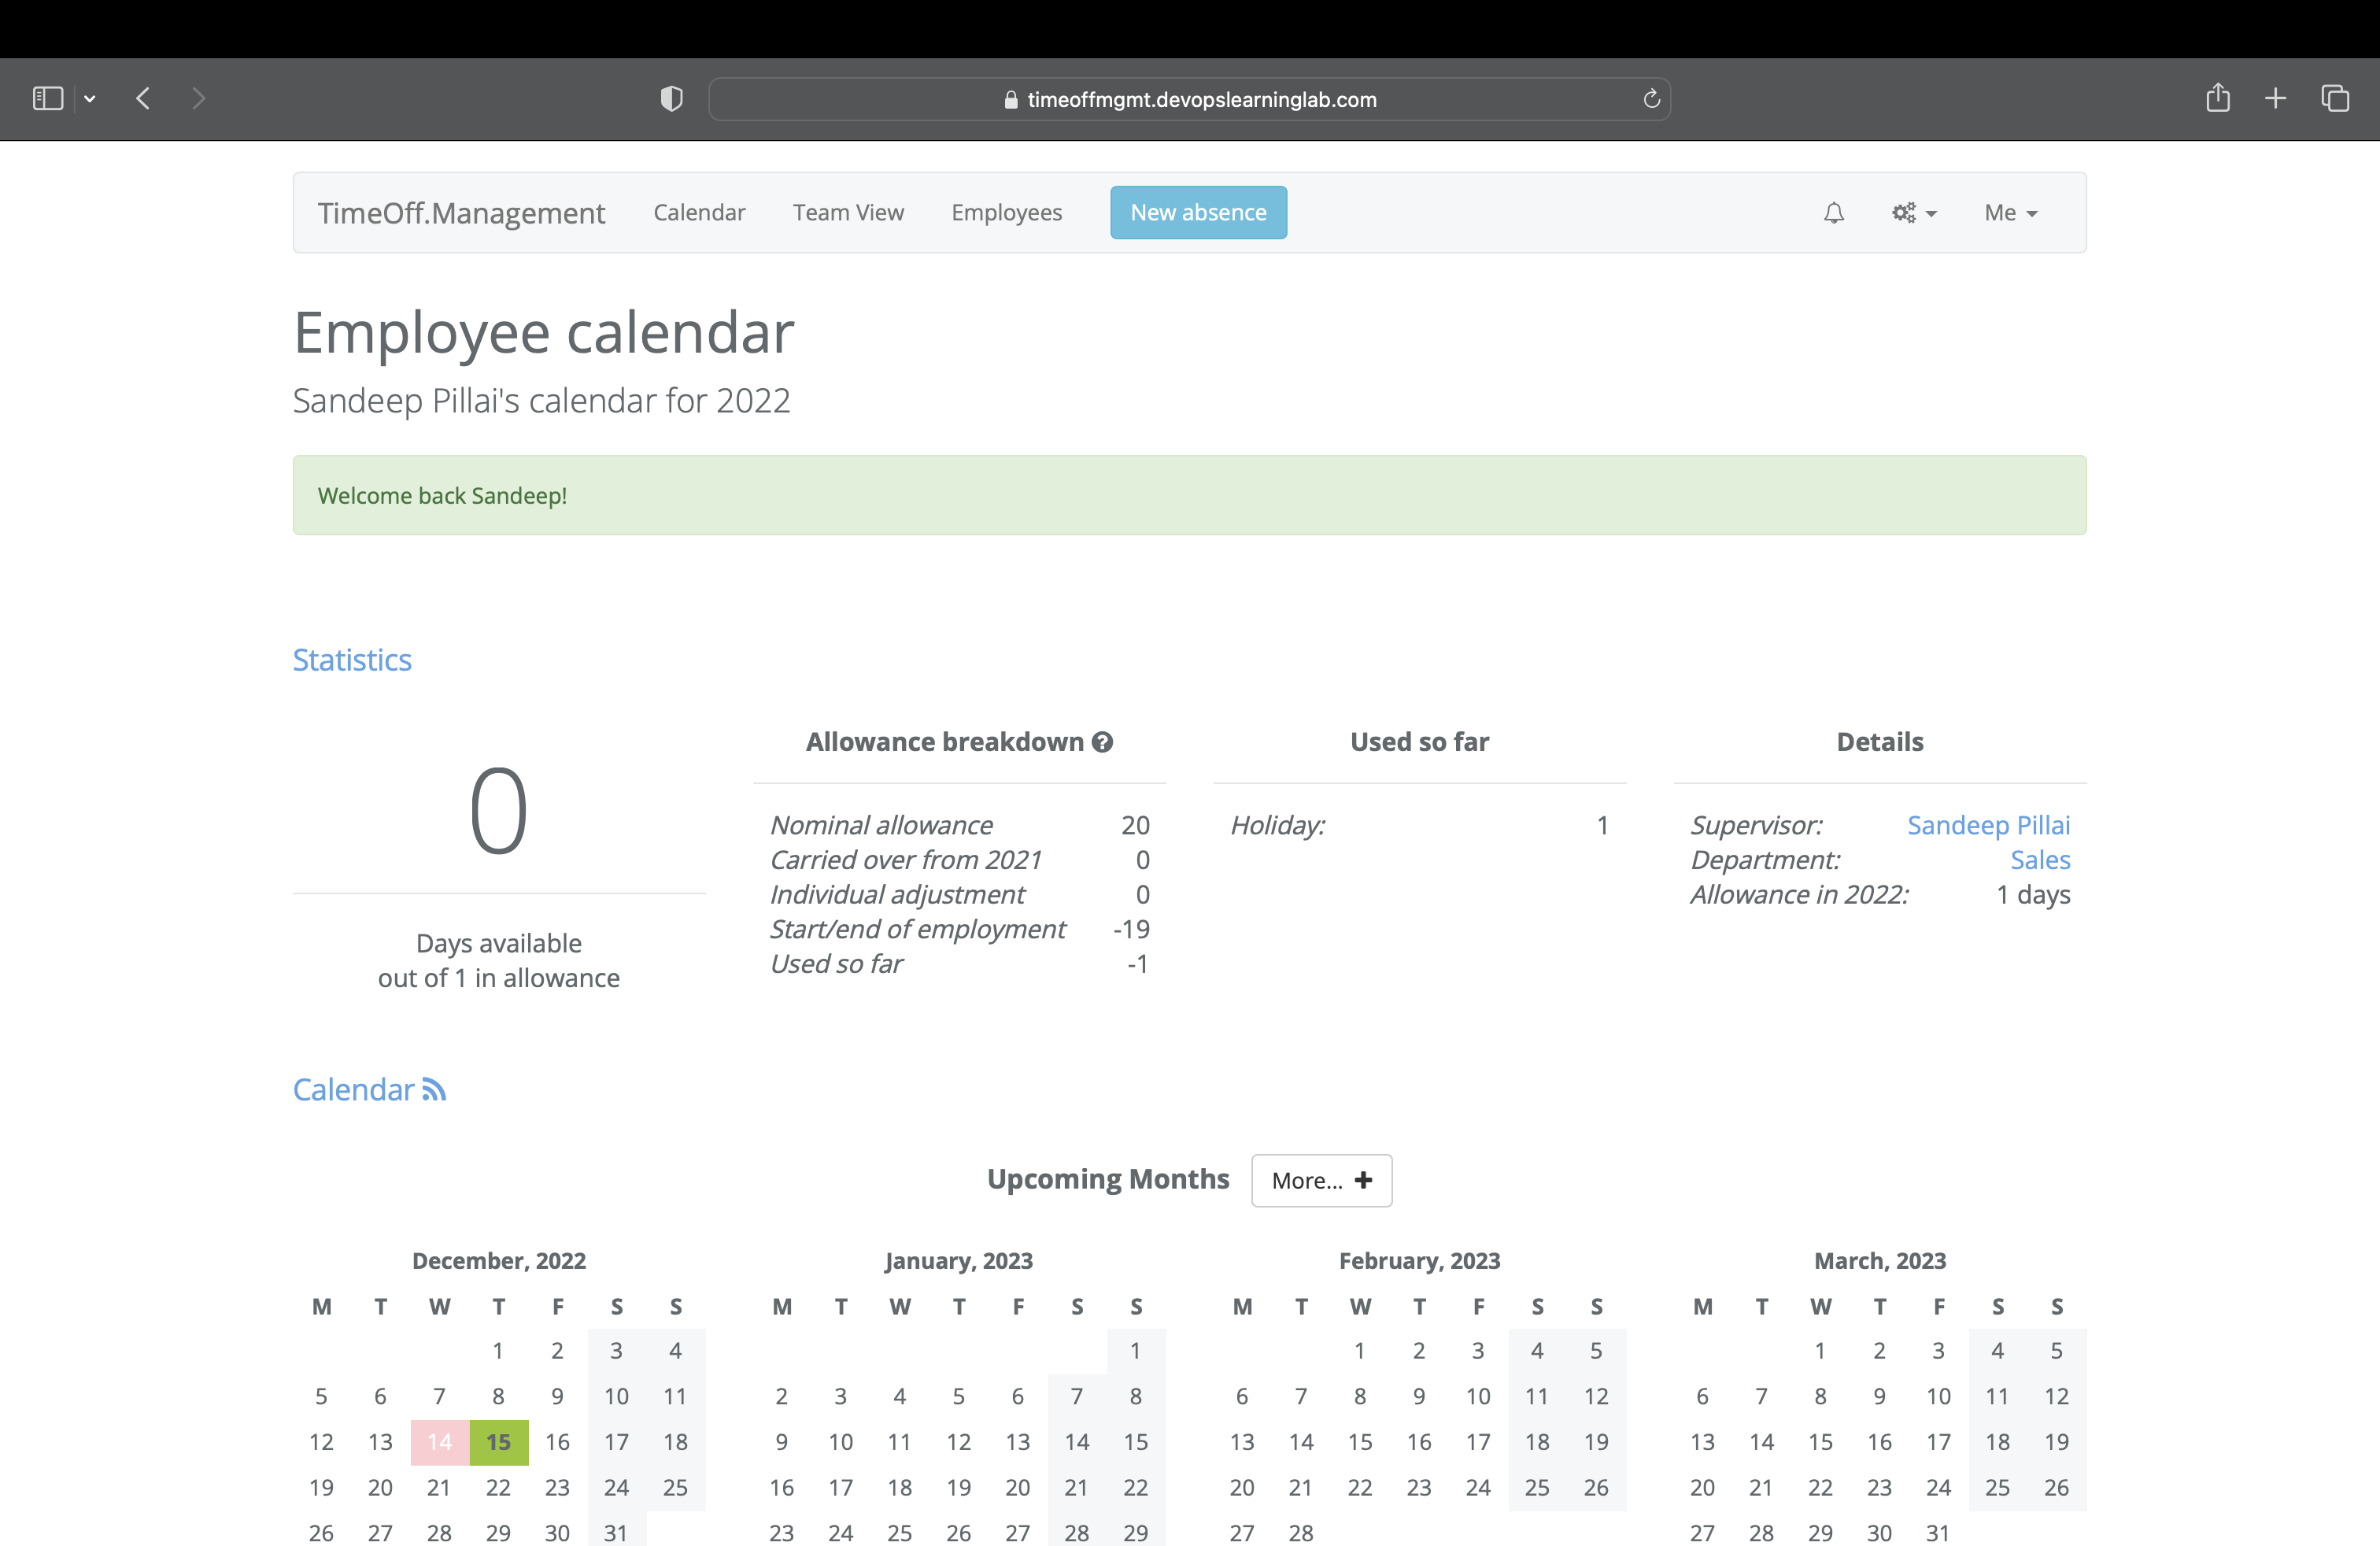 timeoffmgmt.devopslearninglab.com
TimeOff.Management Calendar Team View Employees New absence Me
Employee calendar
Sandeep Pillai's calendar for 2022
Welcome back Sandeep!
Statistics
0
Days available
out of 1 in allowance
Allowance breakdown ?
Nominal allowance 20
Carried over from 2021 0
Individual adjustment 0
Start/end of employment -19
Used so far -1
Used so far
Holiday: 1
Details
Supervisor: Sandeep Pillai
Department: Sales
Allowance in 2022: 1 days
Calendar
Upcoming Months More... +
December, 2022
M T W T F S S
1 2 3 4
5 6 7 8 9 10 11
12 13 14 15 16 17 18
19 20 21 22 23 24 25
26 27 28 29 30 31
January, 2023
M T W T F S S
1
2 3 4 5 6 7 8
9 10 11 12 13 14 15
16 17 18 19 20 21 22
23 24 25 26 27 28 29
February, 2023
M T W T F S S
1 2 3 4 5
6 7 8 9 10 11 12
13 14 15 16 17 18 19
20 21 22 23 24 25 26
27 28
March, 2023
M T W T F S S
1 2 3 4 5
6 7 8 9 10 11 12
13 14 15 16 17 18 19
20 21 22 23 24 25 26
27 28 29 30 31